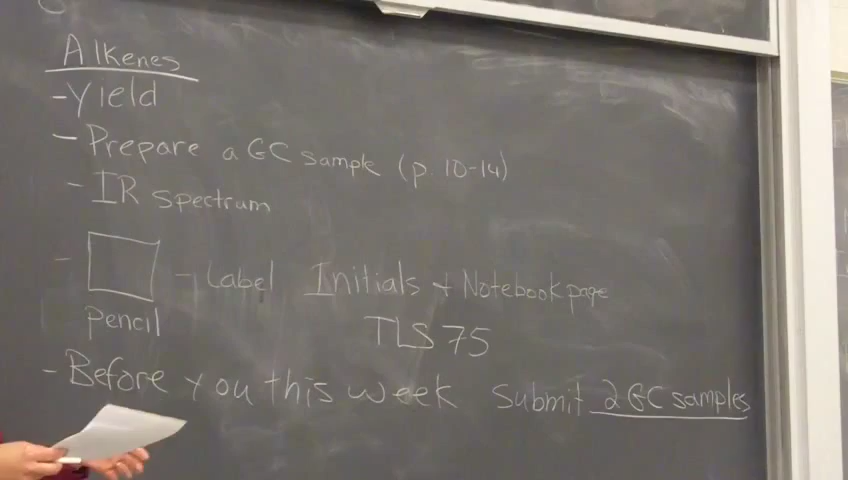 Alkenes
- Yield
- Prepare a GC sample (p 10-14)
- IR spectrum
- - Label Initials + Notebook page
pencil TLS 75
- Before you this week submit 2 GC samples